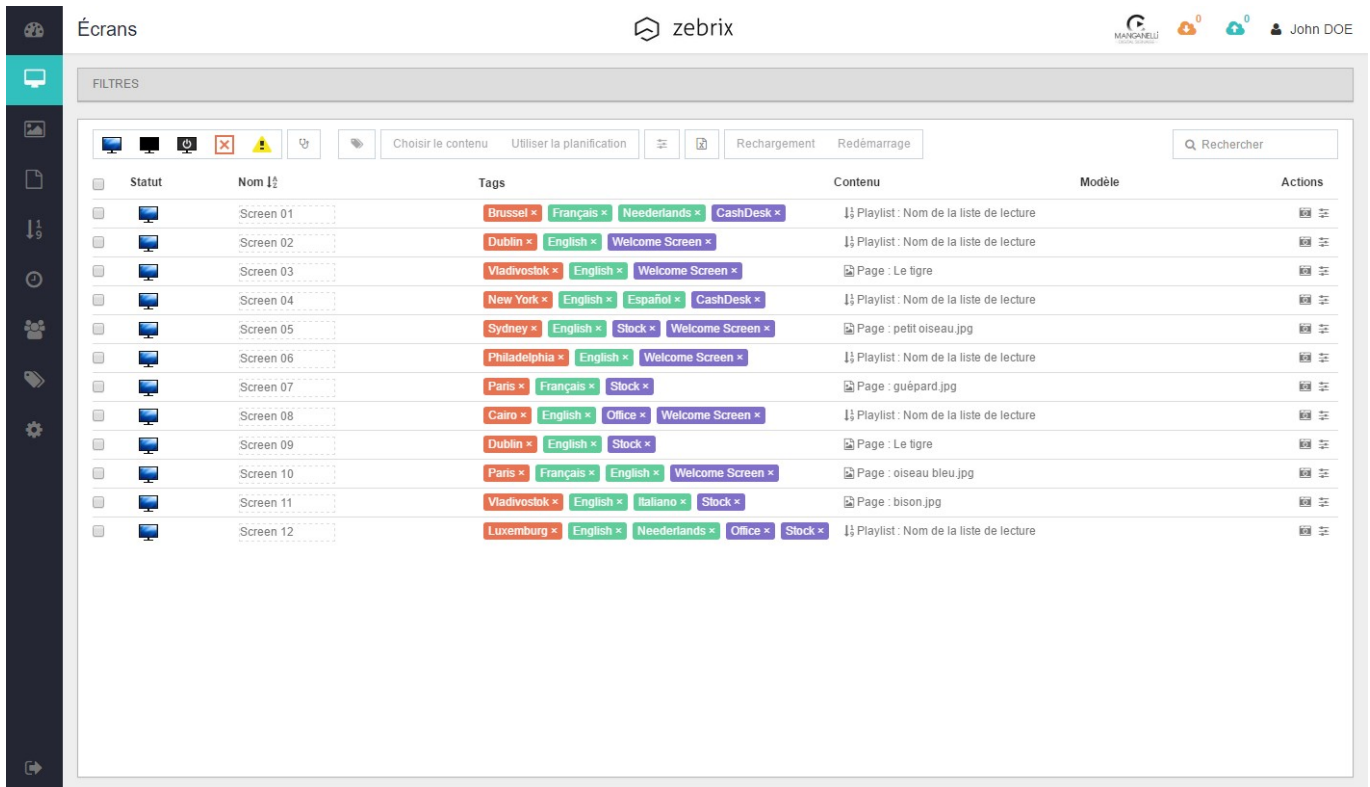 Écrans zebrix MANGANELLI 0 0 John DOE
FILTRES
Choisir le contenu Utiliser la planification Rechargement Redémarrage Rechercher
Statut Nom Tags Contenu Modèle Actions
Screen 01 Brussel × Français × Neederlands × CashDesk × Playlist : Nom de la liste de lecture
Screen 02 Dublin × English × Welcome Screen × Playlist : Nom de la liste de lecture
Screen 03 Vladivostok × English × Welcome Screen × Page : Le tigre
Screen 04 New York × English × Español × CashDesk × Playlist : Nom de la liste de lecture
Screen 05 Sydney × English × Stock × Welcome Screen × Page : petit oiseau.jpg
Screen 06 Philadelphia × English × Welcome Screen × Playlist : Nom de la liste de lecture
Screen 07 Paris × Français × Stock × Page : guépard.jpg
Screen 08 Cairo × English × Office × Welcome Screen × Playlist : Nom de la liste de lecture
Screen 09 Dublin × English × Stock × Page : Le tigre
Screen 10 Paris × Français × English × Welcome Screen × Page : oiseau bleu.jpg
Screen 11 Vladivostok × English × Italiano × Stock × Page : bison.jpg
Screen 12 Luxemburg × English × Neederlands × Office × Stock × Playlist : Nom de la liste de lecture